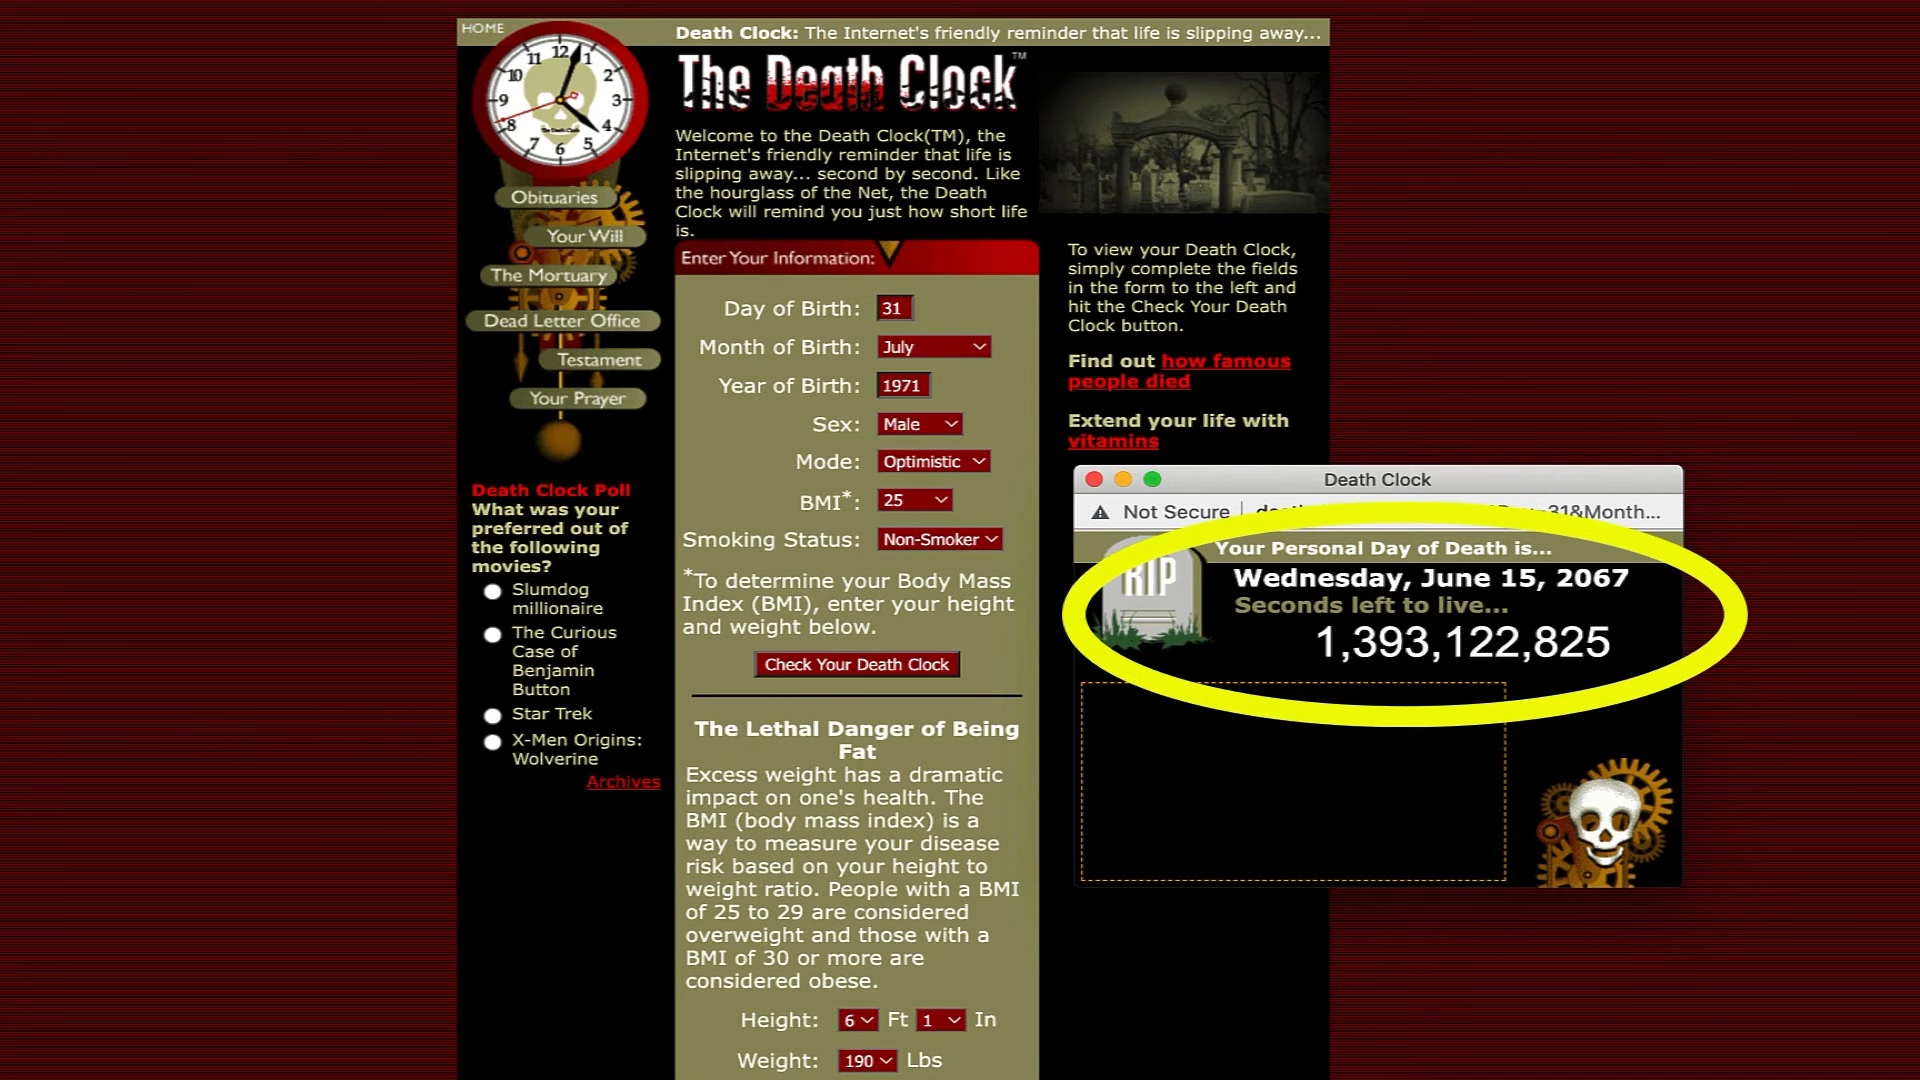 HOME
Death Clock: The Internet's friendly reminder that life is slipping away...
12
11
1
10
2
9
3
8
4
7
5
6
The Death Clock™
Welcome to the Death Clock(TM), the
Internet's friendly reminder that life is
slipping away... second by second. Like
the hourglass of the Net, the Death
Clock will remind you just how short life
is.
Obituaries
Your Will
The Mortuary
Dead Letter Office
Testament
Your Prayer
Death Clock Poll
What was your
preferred out of
the following
movies?
Slumdog
millionaire
The Curious
Case of
Benjamin
Button
Star Trek
X-Men Origins:
Wolverine
Archives
Enter Your Information:
Day of Birth: 31
Month of Birth: July
Year of Birth: 1971
Sex: Male
Mode: Optimistic
BMI*: 25
Smoking Status: Non-Smoker
*To determine your Body Mass
Index (BMI), enter your height
and weight below.
Check Your Death Clock
The Lethal Danger of Being
Fat
Excess weight has a dramatic
impact on one's health. The
BMI (body mass index) is a
way to measure your disease
risk based on your height to
weight ratio. People with a BMI
of 25 to 29 are considered
overweight and those with a
BMI of 30 or more are
considered obese.
Height: 6 Ft 1 In
Weight: 190 Lbs
To view your Death Clock,
simply complete the fields
in the form to the left and
hit the Check Your Death
Clock button.
Find out how famous
people died
Extend your life with
vitamins
Death Clock
Not Secure 31&Month...
Your Personal Day of Death is...
RIP
Wednesday, June 15, 2067
Seconds left to live...
1,393,122,825